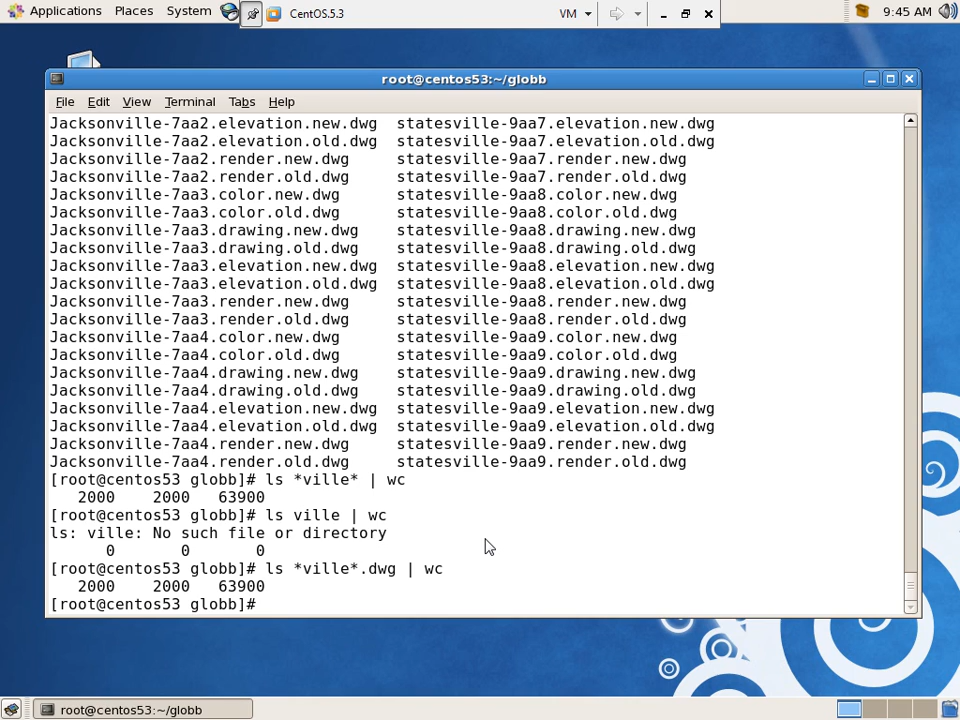 Applications Places System CentOS.5.3 VM 9:45 AM
root@centos53:~/globb
File Edit View Terminal Tabs Help
Jacksonville-7aa2.elevation.new.dwg statesville-9aa7.elevation.new.dwg
Jacksonville-7aa2.elevation.old.dwg statesville-9aa7.elevation.old.dwg
Jacksonville-7aa2.render.new.dwg statesville-9aa7.render.new.dwg
Jacksonville-7aa2.render.old.dwg statesville-9aa7.render.old.dwg
Jacksonville-7aa3.color.new.dwg statesville-9aa8.color.new.dwg
Jacksonville-7aa3.color.old.dwg statesville-9aa8.color.old.dwg
Jacksonville-7aa3.drawing.new.dwg statesville-9aa8.drawing.new.dwg
Jacksonville-7aa3.drawing.old.dwg statesville-9aa8.drawing.old.dwg
Jacksonville-7aa3.elevation.new.dwg statesville-9aa8.elevation.new.dwg
Jacksonville-7aa3.elevation.old.dwg statesville-9aa8.elevation.old.dwg
Jacksonville-7aa3.render.new.dwg statesville-9aa8.render.new.dwg
Jacksonville-7aa3.render.old.dwg statesville-9aa8.render.old.dwg
Jacksonville-7aa4.color.new.dwg statesville-9aa9.color.new.dwg
Jacksonville-7aa4.color.old.dwg statesville-9aa9.color.old.dwg
Jacksonville-7aa4.drawing.new.dwg statesville-9aa9.drawing.new.dwg
Jacksonville-7aa4.drawing.old.dwg statesville-9aa9.drawing.old.dwg
Jacksonville-7aa4.elevation.new.dwg statesville-9aa9.elevation.new.dwg
Jacksonville-7aa4.elevation.old.dwg statesville-9aa9.elevation.old.dwg
Jacksonville-7aa4.render.new.dwg statesville-9aa9.render.new.dwg
Jacksonville-7aa4.render.old.dwg statesville-9aa9.render.old.dwg
[root@centos53 globb]# ls *ville* | wc
2000 2000 63900
[root@centos53 globb]# ls ville | wc
ls: ville: No such file or directory
0 0 0
[root@centos53 globb]# ls *ville*.dwg | wc
2000 2000 63900
[root@centos53 globb]#
root@centos53:~/globb